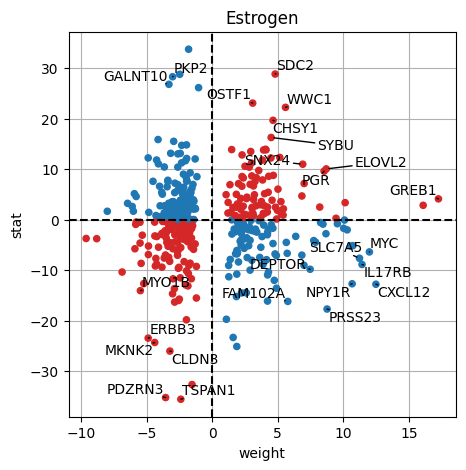 Estrogen
PKP2
GALNT10
SDC2
OSTF1
WWC1
CHSY1
SYBU
SNX24
ELOVL2
PGR
GREB1
SLC7A5
MYC
DEPTOR
IL17RB
MYO1B
FAM102A
NPY1R
CXCL12
PRSS23
ERBB3
MKNK2
CLDN3
PDZRN3
TSPAN1
30
20
10
0
−10
−20
−30
stat
−10
−5
0
5
10
15
weight